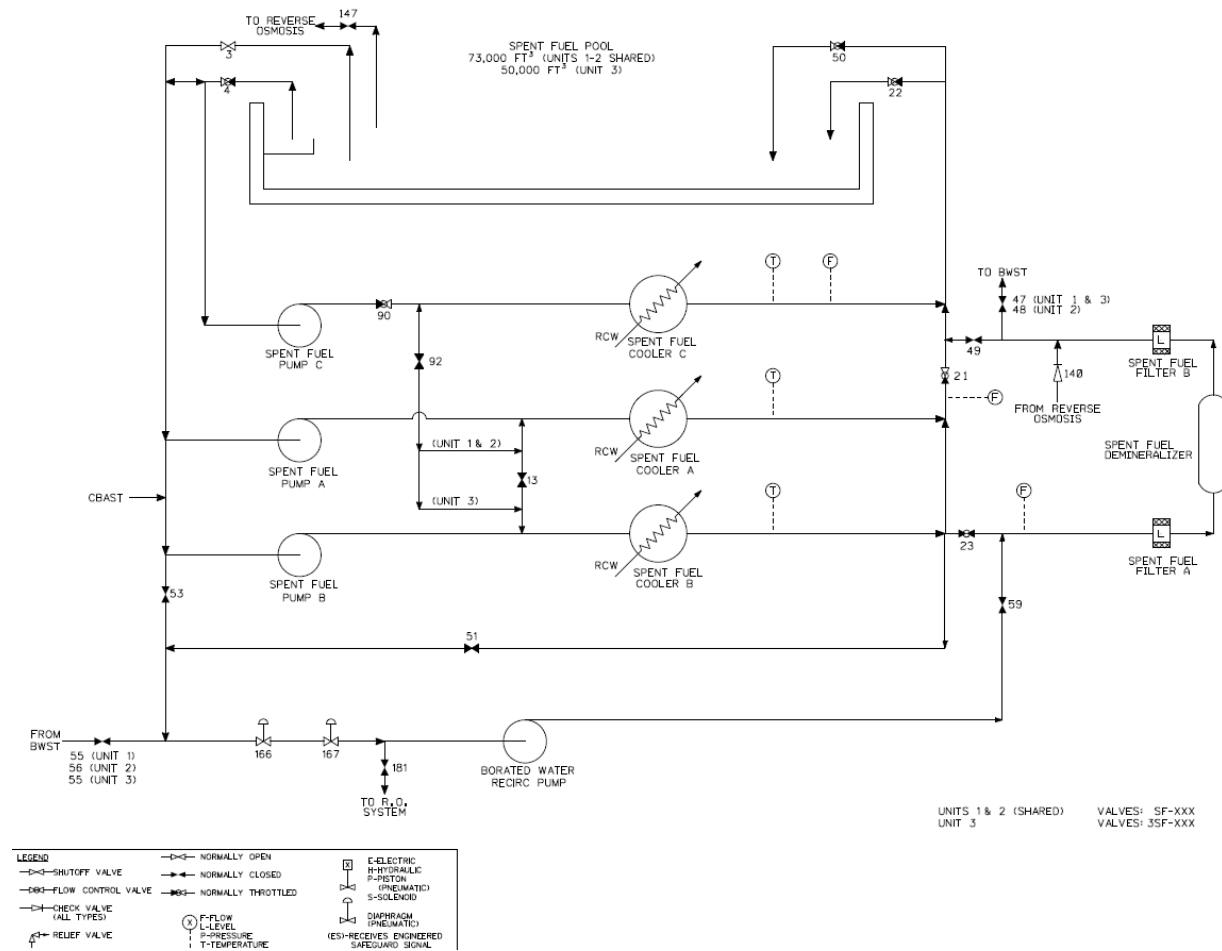 TO REVERSE
OSMOSIS
147
3
4
SPENT FUEL POOL
73,000 FT³ (UNITS 1-2 SHARED)
50,000 FT³ (UNIT 3)
50
22
90
SPENT FUEL
PUMP C
92
RCW
SPENT FUEL
COOLER C
T
F
TO BWST
47 (UNIT 1 & 3)
48 (UNIT 2)
49
21
F
140
FROM REVERSE
OSMOSIS
L
SPENT FUEL
FILTER B
SPENT FUEL
DEMINERALIZER
SPENT FUEL
PUMP A
(UNIT 1 & 2)
13
(UNIT 3)
RCW
SPENT FUEL
COOLER A
T
CBAST
SPENT FUEL
PUMP B
RCW
SPENT FUEL
COOLER B
T
23
F
L
SPENT FUEL
FILTER A
53
59
51
FROM
BWST
55 (UNIT 1)
56 (UNIT 2)
55 (UNIT 3)
166
167
181
TO R.O.
SYSTEM
BORATED WATER
RECIRC PUMP
UNITS 1 & 2 (SHARED) VALVES: SF-XXX
UNIT 3 VALVES: 3SF-XXX
LEGEND
SHUTOFF VALVE
FLOW CONTROL VALVE
CHECK VALVE
(ALL TYPES)
RELIEF VALVE
NORMALLY OPEN
NORMALLY CLOSED
NORMALLY THROTTLED
X
F-FLOW
L-LEVEL
P-PRESSURE
T-TEMPERATURE
X
E-ELECTRIC
H-HYDRAULIC
P-PISTON
(PNEUMATIC)
S-SOLENOID
DIAPHRAGM
(PNEUMATIC)
(ES)-RECEIVES ENGINEERED
SAFEGUARD SIGNAL